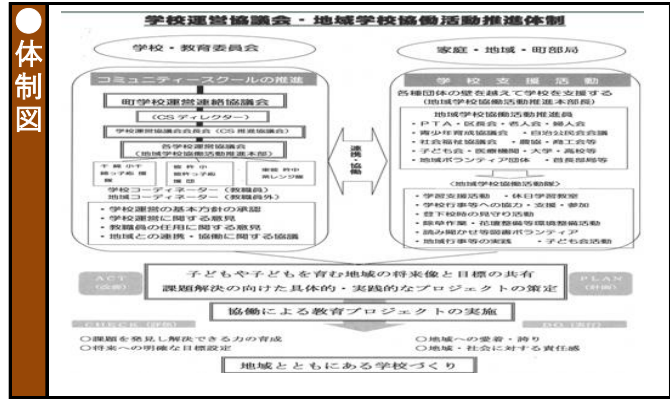 ●体制図
学校運営協議会・地域学校協働活動推進体制
学校・教育委員会
コミュニティースクールの推進
町学校運営連絡協議会
(CSディレクター)
学校運営協議会会長会(CS推進協議会)
各学校運営協議会
(地域学校協働活動推進本部)
学校コーディネーター(教職員)
地域コーディネーター(教職員外)
・学校運営の基本方針の承認
・学校運営に関する意見
・教職員の任用に関する意見
・地域との連携・協働に関する協議
連携・協働
家庭・地域・町部局
学校支援活動
各種団体の壁を越えて学校を支援する
(地域学校協働活動推進本部長)
地域学校協働活動推進員
・PTA・区長会・老人会・婦人会
・青少年育成協議会 ・自治公民会会議
・社会福祉協議会 ・農協・商工会等
・子ども会・医療機関・大学・高校等
・地域ボランティア団体 ・首長部局等
〈地域学校協働活動隊〉
・学習支援活動 ・休日学習教室
・学校行事等への協力・支援・参加
・登下校時の見守り活動
・除草作業・花壇整備等環境整備活動
・読み聞かせ等図書ボランティア
・地域行事等の実践 ・子ども会活動
ACT
(改善)
子どもや子どもを育む地域の将来像と目標の共有
課題解決の向けた具体的・実践的なプロジェクトの策定
PLAN
(計画)
協働による教育プロジェクトの実施
CHECK(評価)
DO(実行)
○課題を発見し解決できる力の育成
○将来への明確な目標設定
○地域への愛着・誇り
○地域・社会に対する責任感
地域とともにある学校づくり